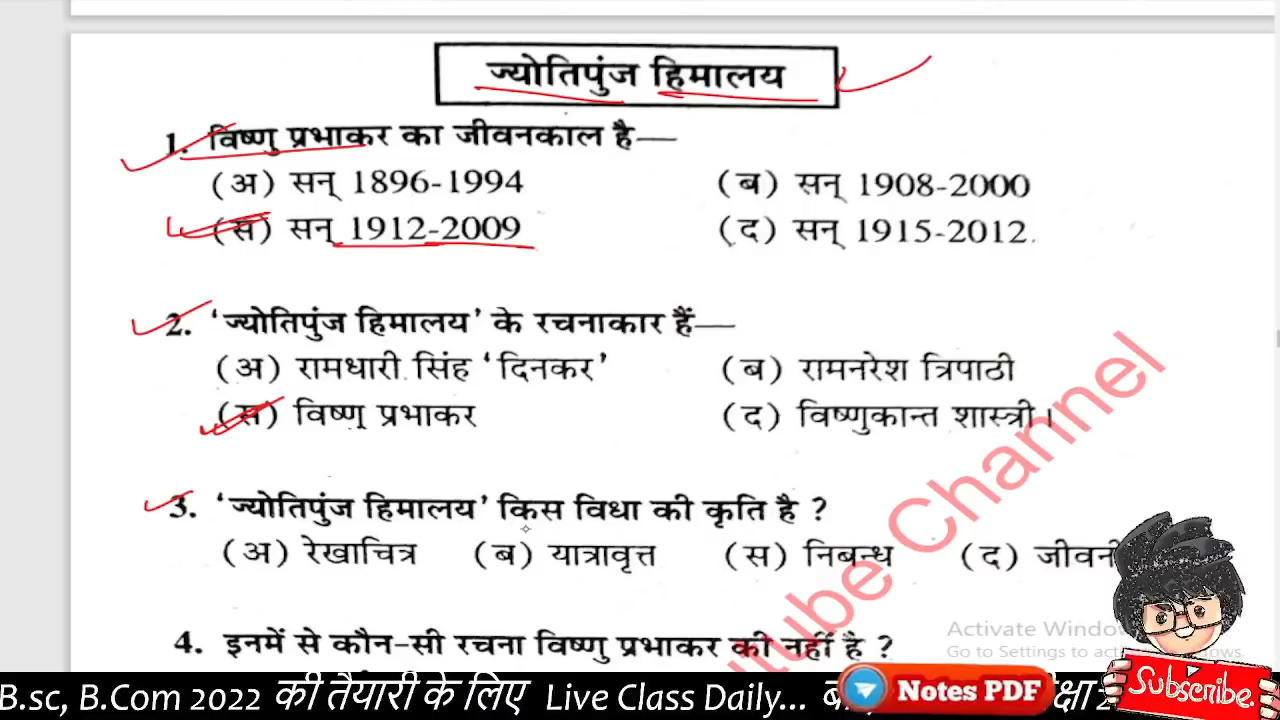 ज्योतिपुंज हिमालय
1. विष्णु प्रभाकर का जीवनकाल है—
(अ) सन् 1896-1994 (ब) सन् 1908-2000
(स) सन् 1912-2009 (द) सन् 1915-2012.
2. ‘ज्योतिपुंज हिमालय’ के रचनाकार हैं—
(अ) रामधारी सिंह ‘दिनकर’ (ब) रामनरेश त्रिपाठी
(स) विष्णु प्रभाकर (द) विष्णुकान्त शास्त्री।
3. ‘ज्योतिपुंज हिमालय’ किस विधा की कृति है ?
(अ) रेखाचित्र (ब) यात्रावृत्त (स) निबन्ध (द)
4. इनमें से कौन-सी रचना विष्णु प्रभाकर की नहीं है ?
Channel
Activate
Go to Settings to
B.sc, B.Com 2022 की तैयारी के लिए Live Class Daily...
Notes PDF
Subscribe